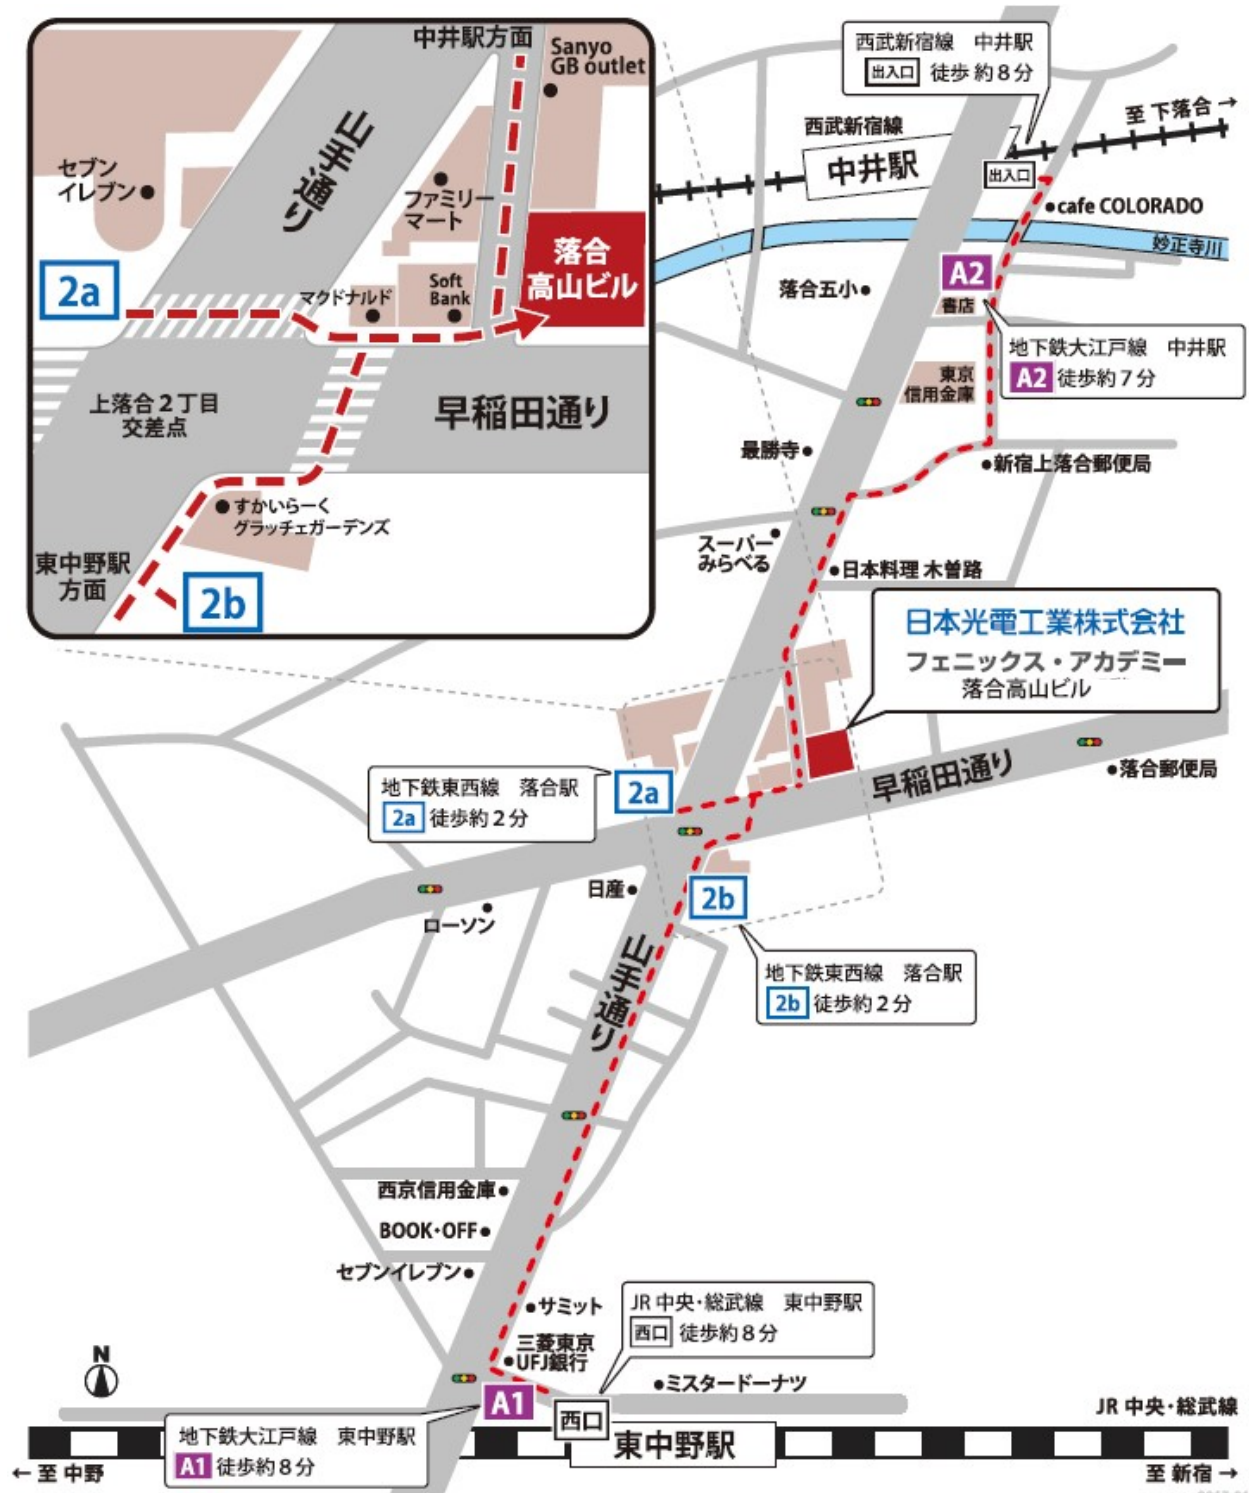 中井駅方面
Sanyo
GB outlet
山手通り
セブン
イレブン
ファミリー
マート
落合
高山ビル
2a
マクドナルド
Soft
Bank
上落合2丁目
交差点
早稲田通り
すかいらーく
グラッチェガーデンズ
東中野駅
方面
2b
西武新宿線 中井駅
出入口 徒歩 約8分
至 下落合 →
西武新宿線
中井駅
出入口
cafe COLORADO
妙正寺川
A2
落合五小
書店
地下鉄大江戸線 中井駅
A2 徒歩約7分
東京
信用金庫
最勝寺
新宿上落合郵便局
スーパー
みらべる
日本料理 木曽路
日本光電工業株式会社
フェニックス・アカデミー
落合高山ビル
早稲田通り
落合郵便局
地下鉄東西線 落合駅
2a 徒歩約2分
2a
日産
2b
ローソン
山手通り
地下鉄東西線 落合駅
2b 徒歩約2分
西京信用金庫
BOOK・OFF
セブンイレブン
サミット
三菱東京
UFJ銀行
JR 中央・総武線 東中野駅
西口 徒歩約8分
ミスタードーナツ
N
A1
西口
JR 中央・総武線
地下鉄大江戸線 東中野駅
A1 徒歩約8分
東中野駅
← 至 中野
至 新宿 →